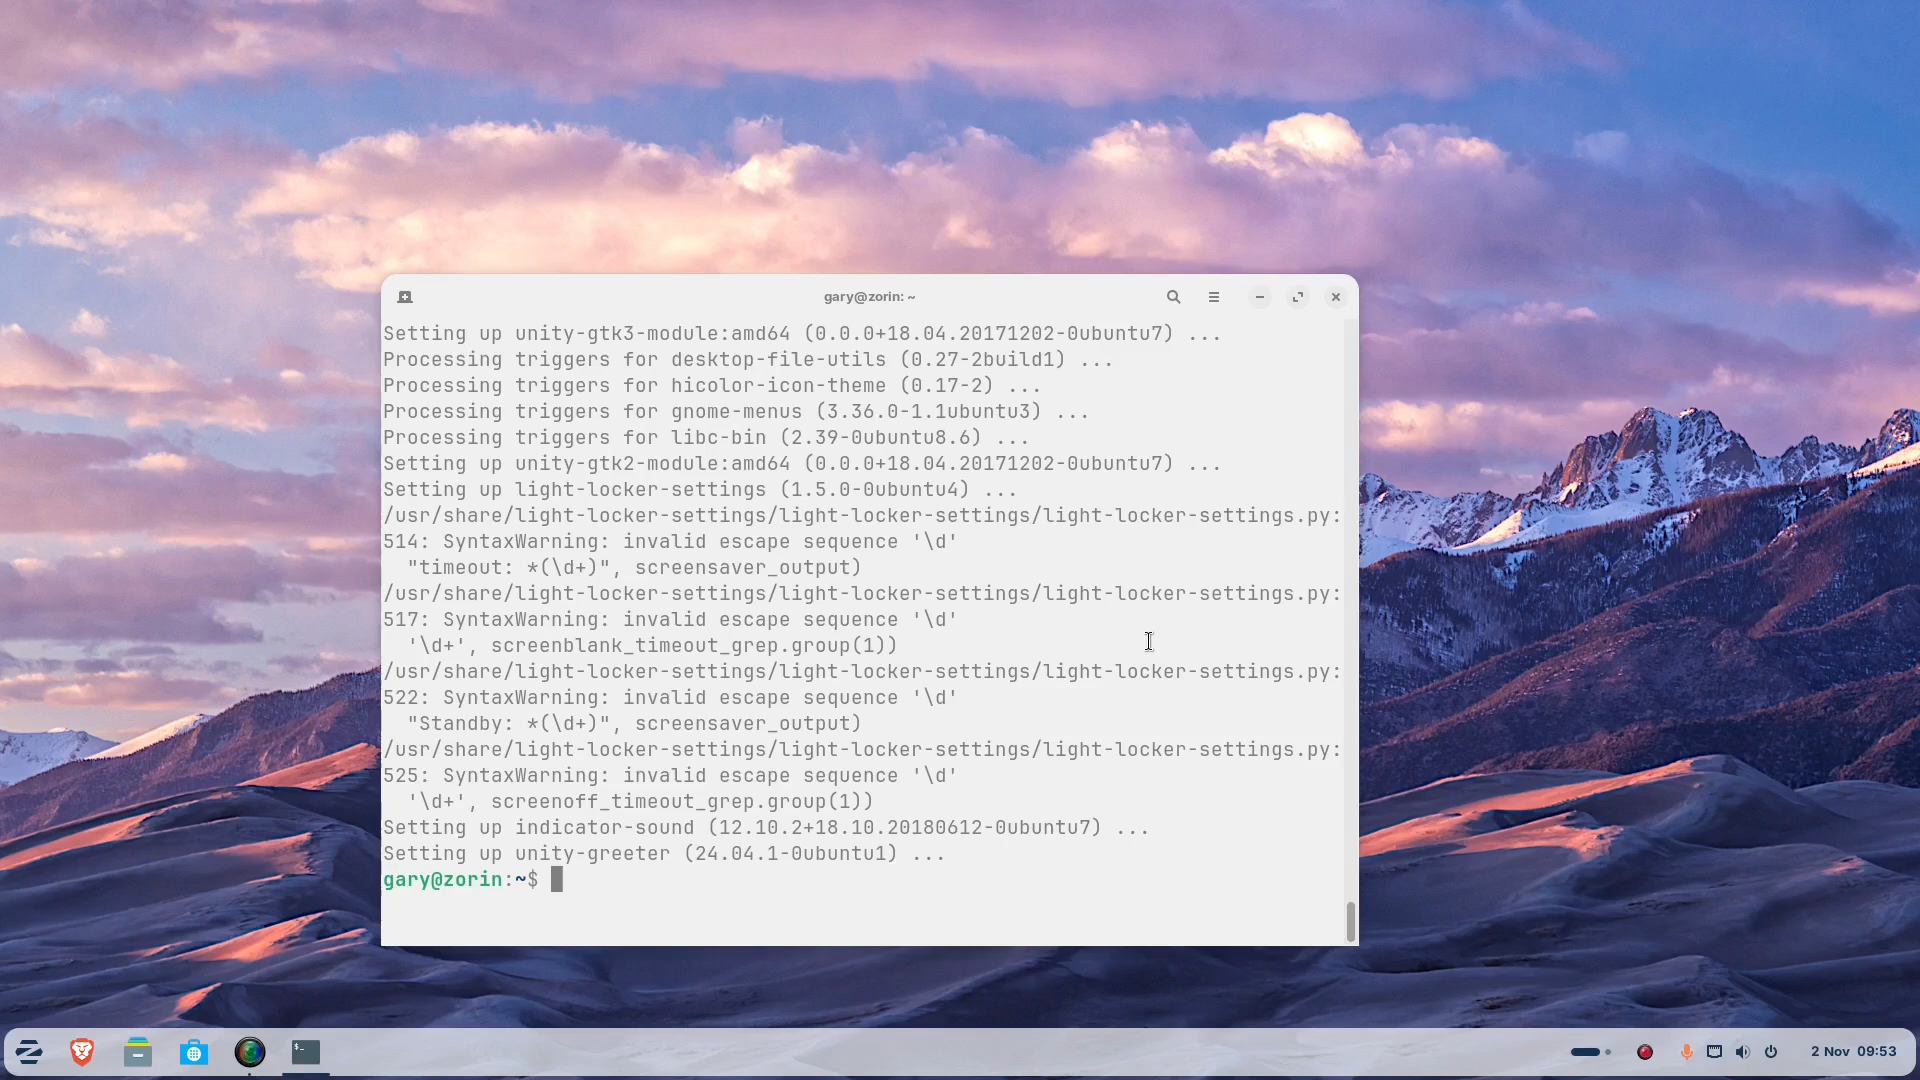 gary@zorin: ~
Setting up unity-gtk3-module:amd64 (0.0.0+18.04.20171202-0ubuntu7) ...
Processing triggers for desktop-file-utils (0.27-2build1) ...
Processing triggers for hicolor-icon-theme (0.17-2) ...
Processing triggers for gnome-menus (3.36.0-1.1ubuntu3) ...
Processing triggers for libc-bin (2.39-0ubuntu8.6) ...
Setting up unity-gtk2-module:amd64 (0.0.0+18.04.20171202-0ubuntu7) ...
Setting up light-locker-settings (1.5.0-0ubuntu4) ...
/usr/share/light-locker-settings/light-locker-settings/light-locker-settings.py:
514: SyntaxWarning: invalid escape sequence '\d'
  "timeout: *(\d+)", screensaver_output)
/usr/share/light-locker-settings/light-locker-settings/light-locker-settings.py:
517: SyntaxWarning: invalid escape sequence '\d'
  '\d+', screenblank_timeout_grep.group(1))
/usr/share/light-locker-settings/light-locker-settings/light-locker-settings.py:
522: SyntaxWarning: invalid escape sequence '\d'
  "Standby: *(\d+)", screensaver_output)
/usr/share/light-locker-settings/light-locker-settings/light-locker-settings.py:
525: SyntaxWarning: invalid escape sequence '\d'
  '\d+', screenoff_timeout_grep.group(1))
Setting up indicator-sound (12.10.2+18.10.20180612-0ubuntu7) ...
Setting up unity-greeter (24.04.1-0ubuntu1) ...
gary@zorin:~$
2 Nov 09:53